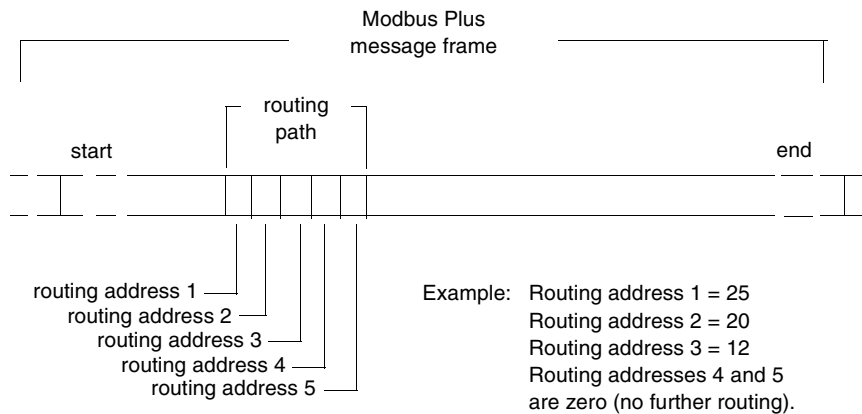 Modbus Plus
message frame
routing
path
start
end
routing address 1
routing address 2
routing address 3
routing address 4
routing address 5
Example: Routing address 1 = 25
Routing address 2 = 20
Routing address 3 = 12
Routing addresses 4 and 5
are zero (no further routing).